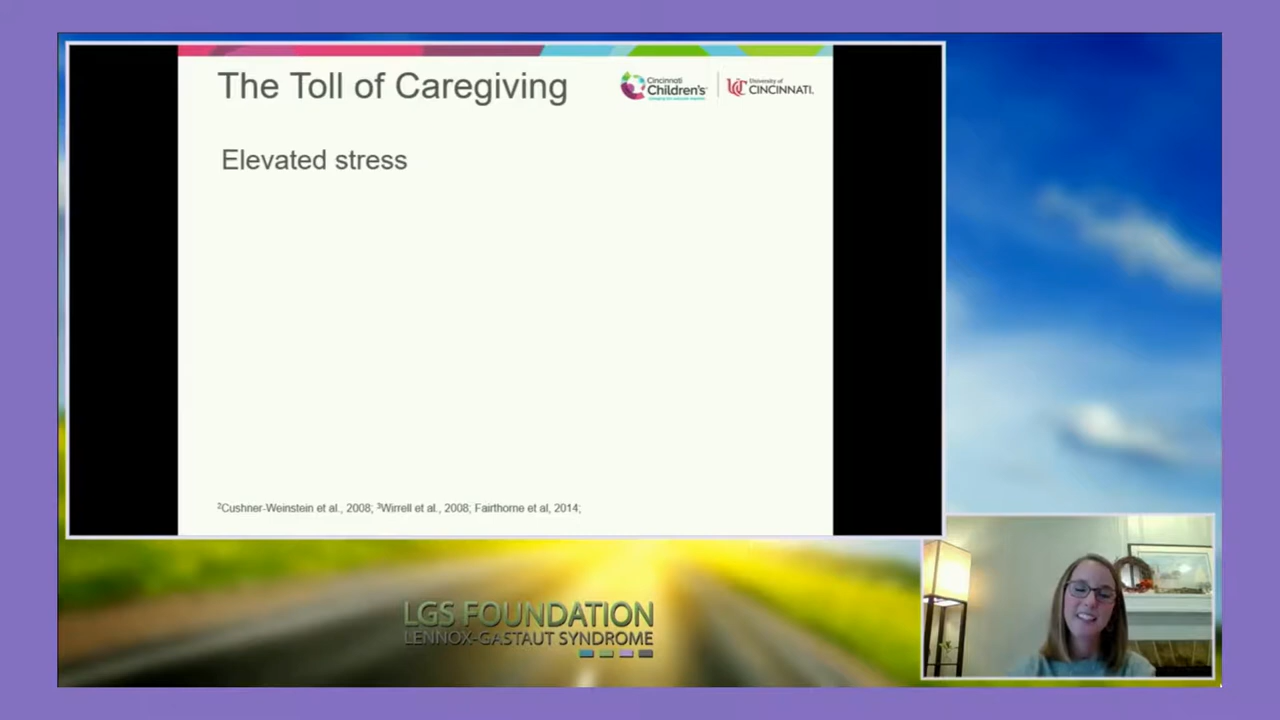 The Toll of Caregiving
Cincinnati
Children's
University of
CINCINNATI.
Elevated stress
²Cushner-Weinstein et al., 2008; ³Wirrell et al., 2008; Fairthorne et al, 2014;
LGS FOUNDATION
LENNOX-GASTAUT SYNDROME